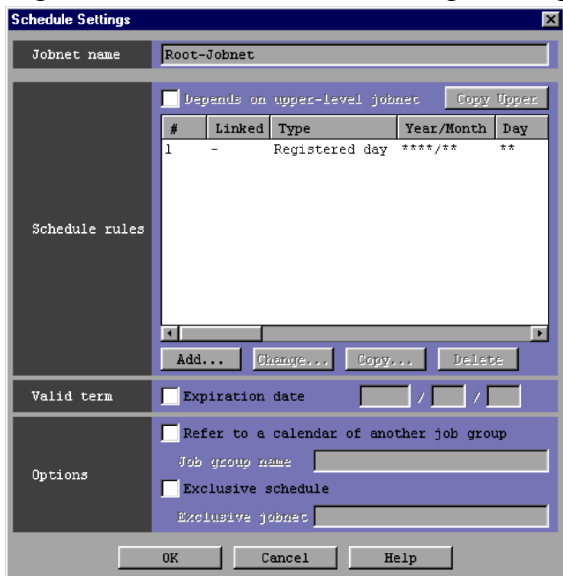 Schedule Settings
Jobnet name Root-Jobnet
Depends on upper-level jobnet Copy Upper
# Linked Type Year/Month Day
1 - Registered day ****/** **
Schedule rules
Add... Change... Copy... Delete
Valid term Expiration date / /
Refer to a calendar of another job group
Job group name
Options
Exclusive schedule
Exclusive jobnet
OK Cancel Help